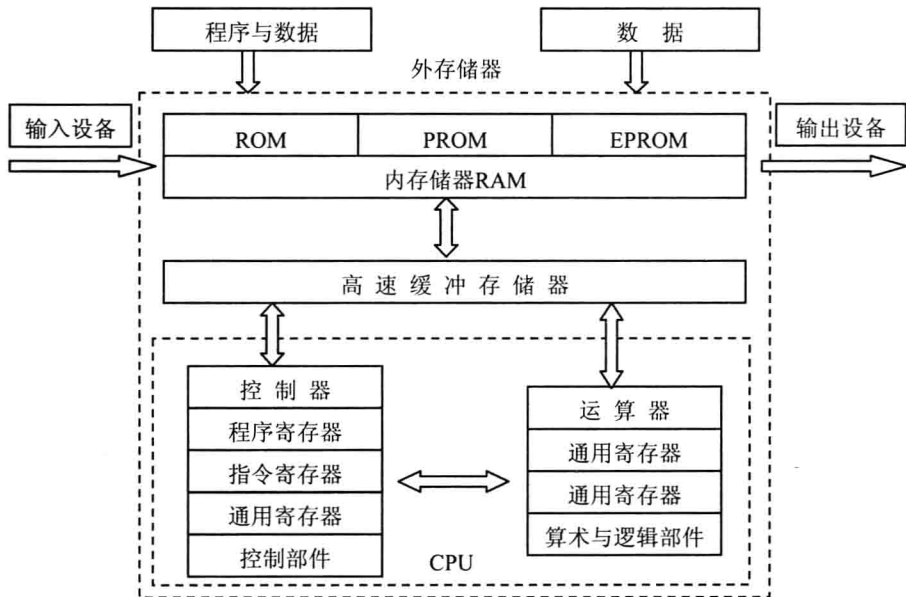 程序与数据
数 据
外存储器
输入设备
输出设备
ROM
PROM
EPROM
内存储器RAM
高 速 缓 冲 存 储 器
控 制 器
程序寄存器
指令寄存器
通用寄存器
控制部件
运 算 器
通用寄存器
通用寄存器
算术与逻辑部件
CPU